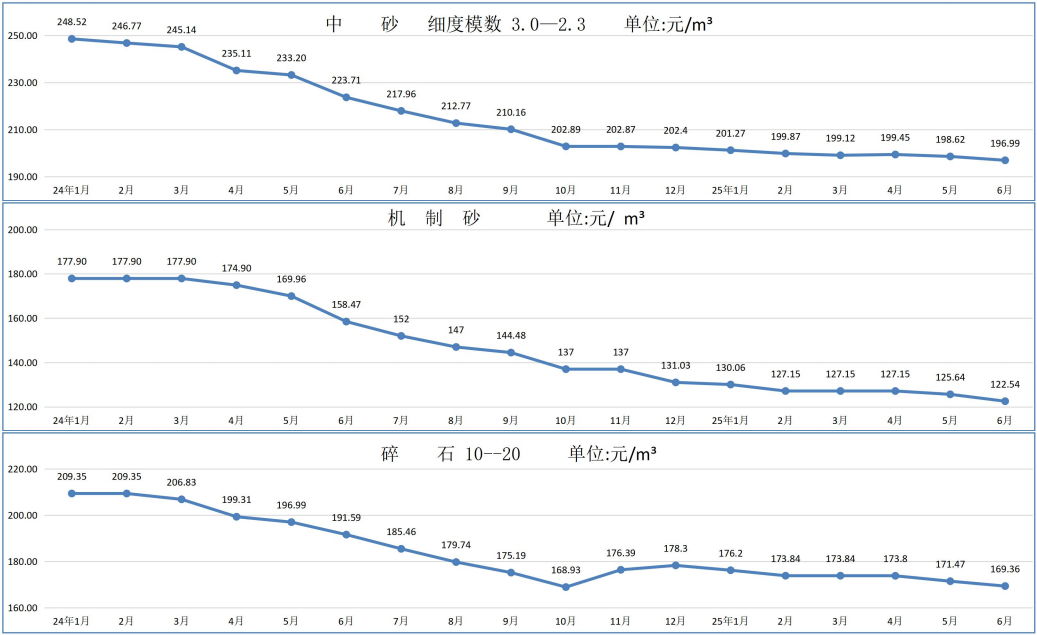 中 砂 细度模数 3.0—2.3 单位:元/m³
250.00
230.00
210.00
190.00
248.52 246.77 245.14 235.11 233.20 223.71 217.96 212.77 210.16 202.89 202.87 202.4 201.27 199.87 199.12 199.45 198.62 196.99
24年1月 2月 3月 4月 5月 6月 7月 8月 9月 10月 11月 12月 25年1月 2月 3月 4月 5月 6月
机 制 砂 单位:元/ m³
200.00
180.00
160.00
140.00
120.00
177.90 177.90 177.90 174.90 169.96 158.47 152 147 144.48 137 137 131.03 130.06 127.15 127.15 127.15 125.64 122.54
24年1月 2月 3月 4月 5月 6月 7月 8月 9月 10月 11月 12月 25年1月 2月 3月 4月 5月 6月
碎 石 10--20 单位:元/m³
220.00
200.00
180.00
160.00
209.35 209.35 206.83 199.31 196.99 191.59 185.46 179.74 175.19 168.93 176.39 178.3 176.2 173.84 173.84 173.8 171.47 169.36
24年1月 2月 3月 4月 5月 6月 7月 8月 9月 10月 11月 12月 25年1月 2月 3月 4月 5月 6月